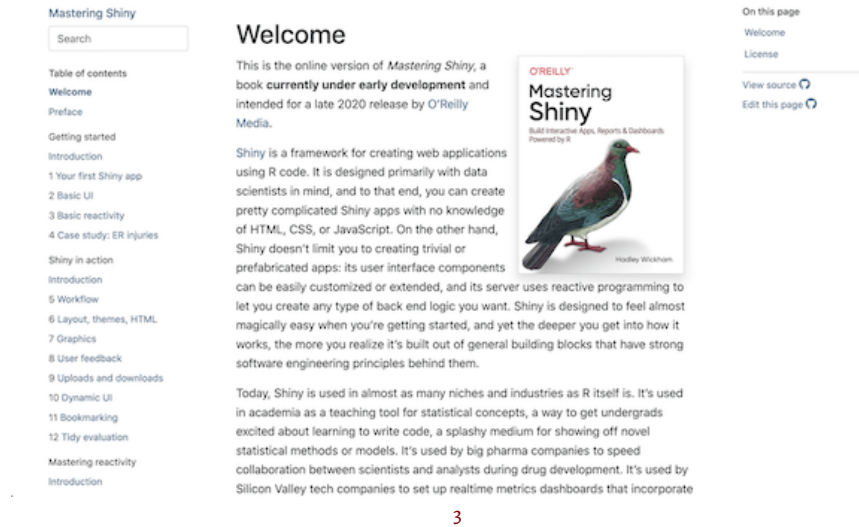 Mastering Shiny
Search
Table of contents
Welcome
Preface
Getting started
Introduction
1 Your first Shiny app
2 Basic UI
3 Basic reactivity
4 Case study: ER injuries
Shiny in action
Introduction
5 Workflow
6 Layout, themes, HTML
7 Graphics
8 User feedback
9 Uploads and downloads
10 Dynamic UI
11 Bookmarking
12 Tidy evaluation
Mastering reactivity
Introduction
Welcome
This is the online version of Mastering Shiny, a
book currently under early development and
intended for a late 2020 release by O'Reilly
Media.
Shiny is a framework for creating web applications
using R code. It is designed primarily with data
scientists in mind, and to that end, you can create
pretty complicated Shiny apps with no knowledge
of HTML, CSS, or JavaScript. On the other hand,
Shiny doesn't limit you to creating trivial or
prefabricated apps: its user interface components
can be easily customized or extended, and its server uses reactive programming to
let you create any type of back end logic you want. Shiny is designed to feel almost
magically easy when you're getting started, and yet the deeper you get into how it
works, the more you realize it's built out of general building blocks that have strong
software engineering principles behind them.
Today, Shiny is used in almost as many niches and industries as R itself is. It's used
in academia as a teaching tool for statistical concepts, a way to get undergrads
excited about learning to write code, a splashy medium for showing off novel
statistical methods or models. It's used by big pharma companies to speed
collaboration between scientists and analysts during drug development. It's used by
Silicon Valley tech companies to set up realtime metrics dashboards that incorporate
O'REILLY
Mastering
Shiny
Build Interactive Apps, Reports & Dashboards
Powered by R
Hadley Wickham
On this page
Welcome
License
View source
Edit this page
3